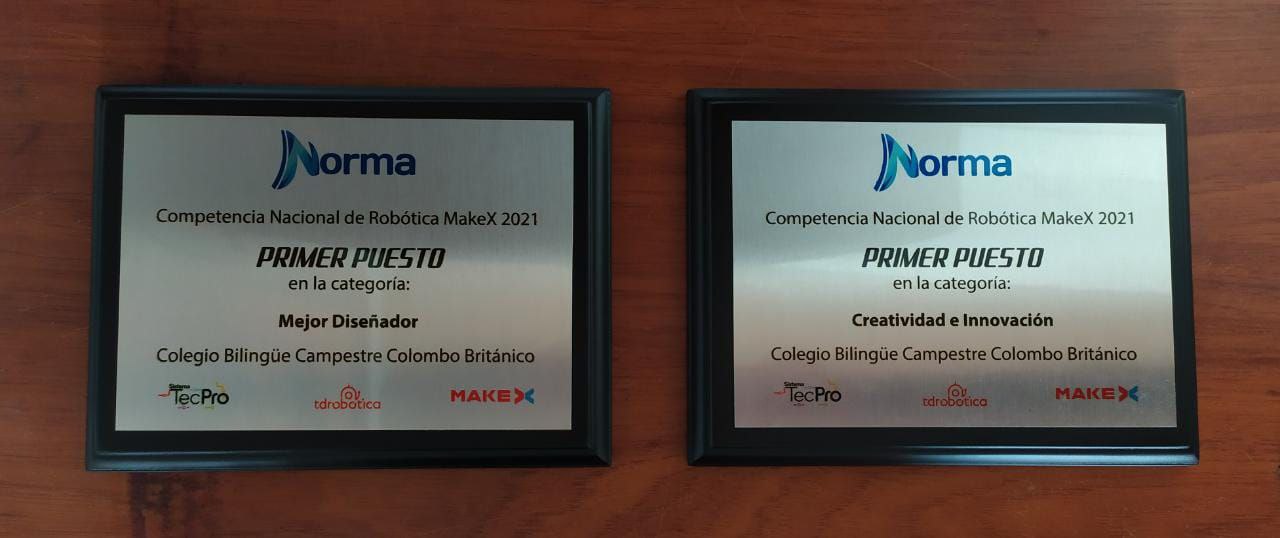 Norma
Competencia Nacional de Robótica MakeX 2021
PRIMER PUESTO
en la categoría:
Mejor Diseñador
Colegio Bilingüe Campestre Colombo Británico
Sistema
TecPro
tdrobótica
MAKEX
Norma
Competencia Nacional de Robótica MakeX 2021
PRIMER PUESTO
en la categoría:
Creatividad e Innovación
Colegio Bilingüe Campestre Colombo Británico
Sistema
TecPro
tdrobótica
MAKEX